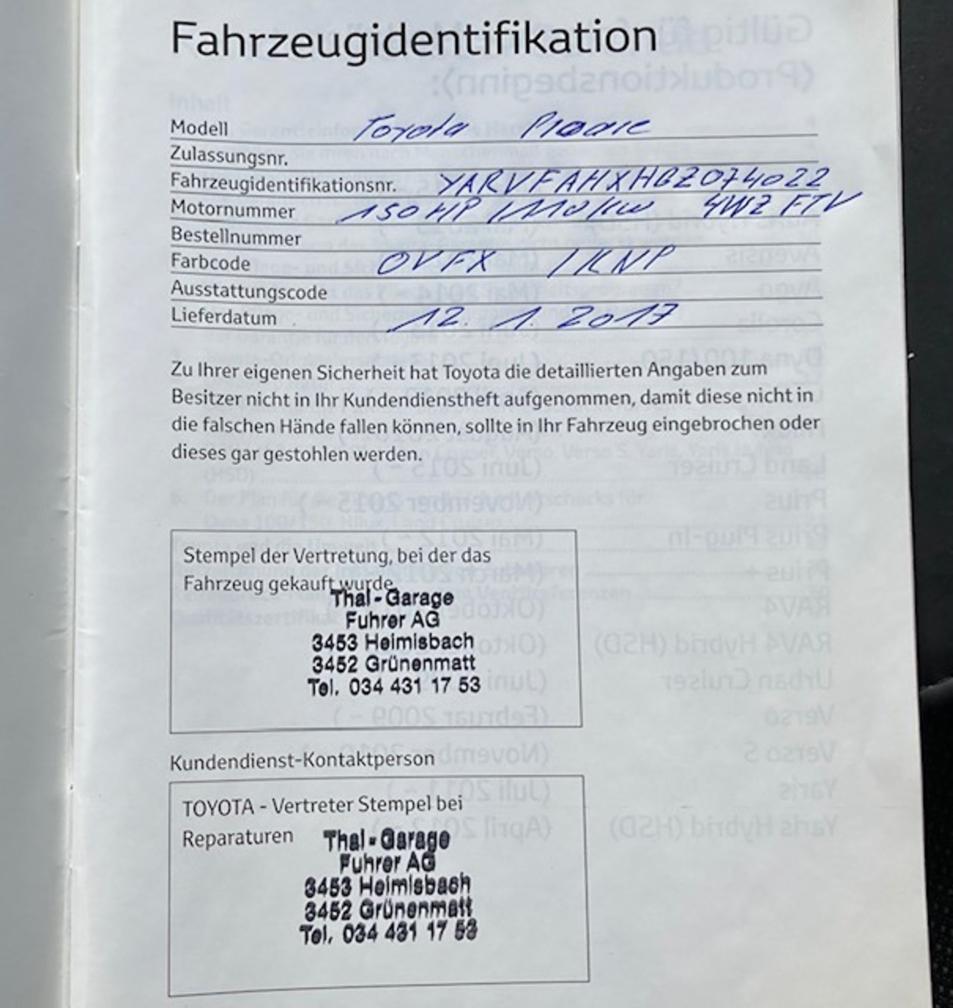 Fahrzeugidentifikation
Modell Toyota Proace
Zulassungsnr.
Fahrzeugidentifikationsnr. YARVFAHXHGZ074022
Motornummer 150 HP / 110 kW 4WZ FTV
Bestellnummer
Farbcode OVFX / KNP
Ausstattungscode
Lieferdatum 12. 1. 2017
Zu Ihrer eigenen Sicherheit hat Toyota die detaillierten Angaben zum
Besitzer nicht in Ihr Kundendienstheft aufgenommen, damit diese nicht in
die falschen Hände fallen können, sollte in Ihr Fahrzeug eingebrochen oder
dieses gar gestohlen werden.
Stempel der Vertretung, bei der das
Fahrzeug gekauft wurde
Thal-Garage
Fuhrer AG
3453 Heimisbach
3452 Grünenmatt
Tel. 034 431 17 53
Kundendienst-Kontaktperson
TOYOTA - Vertreter Stempel bei
Reparaturen
Thal-Garage
Fuhrer AG
3453 Heimisbach
3452 Grünenmatt
Tel. 034 431 17 53